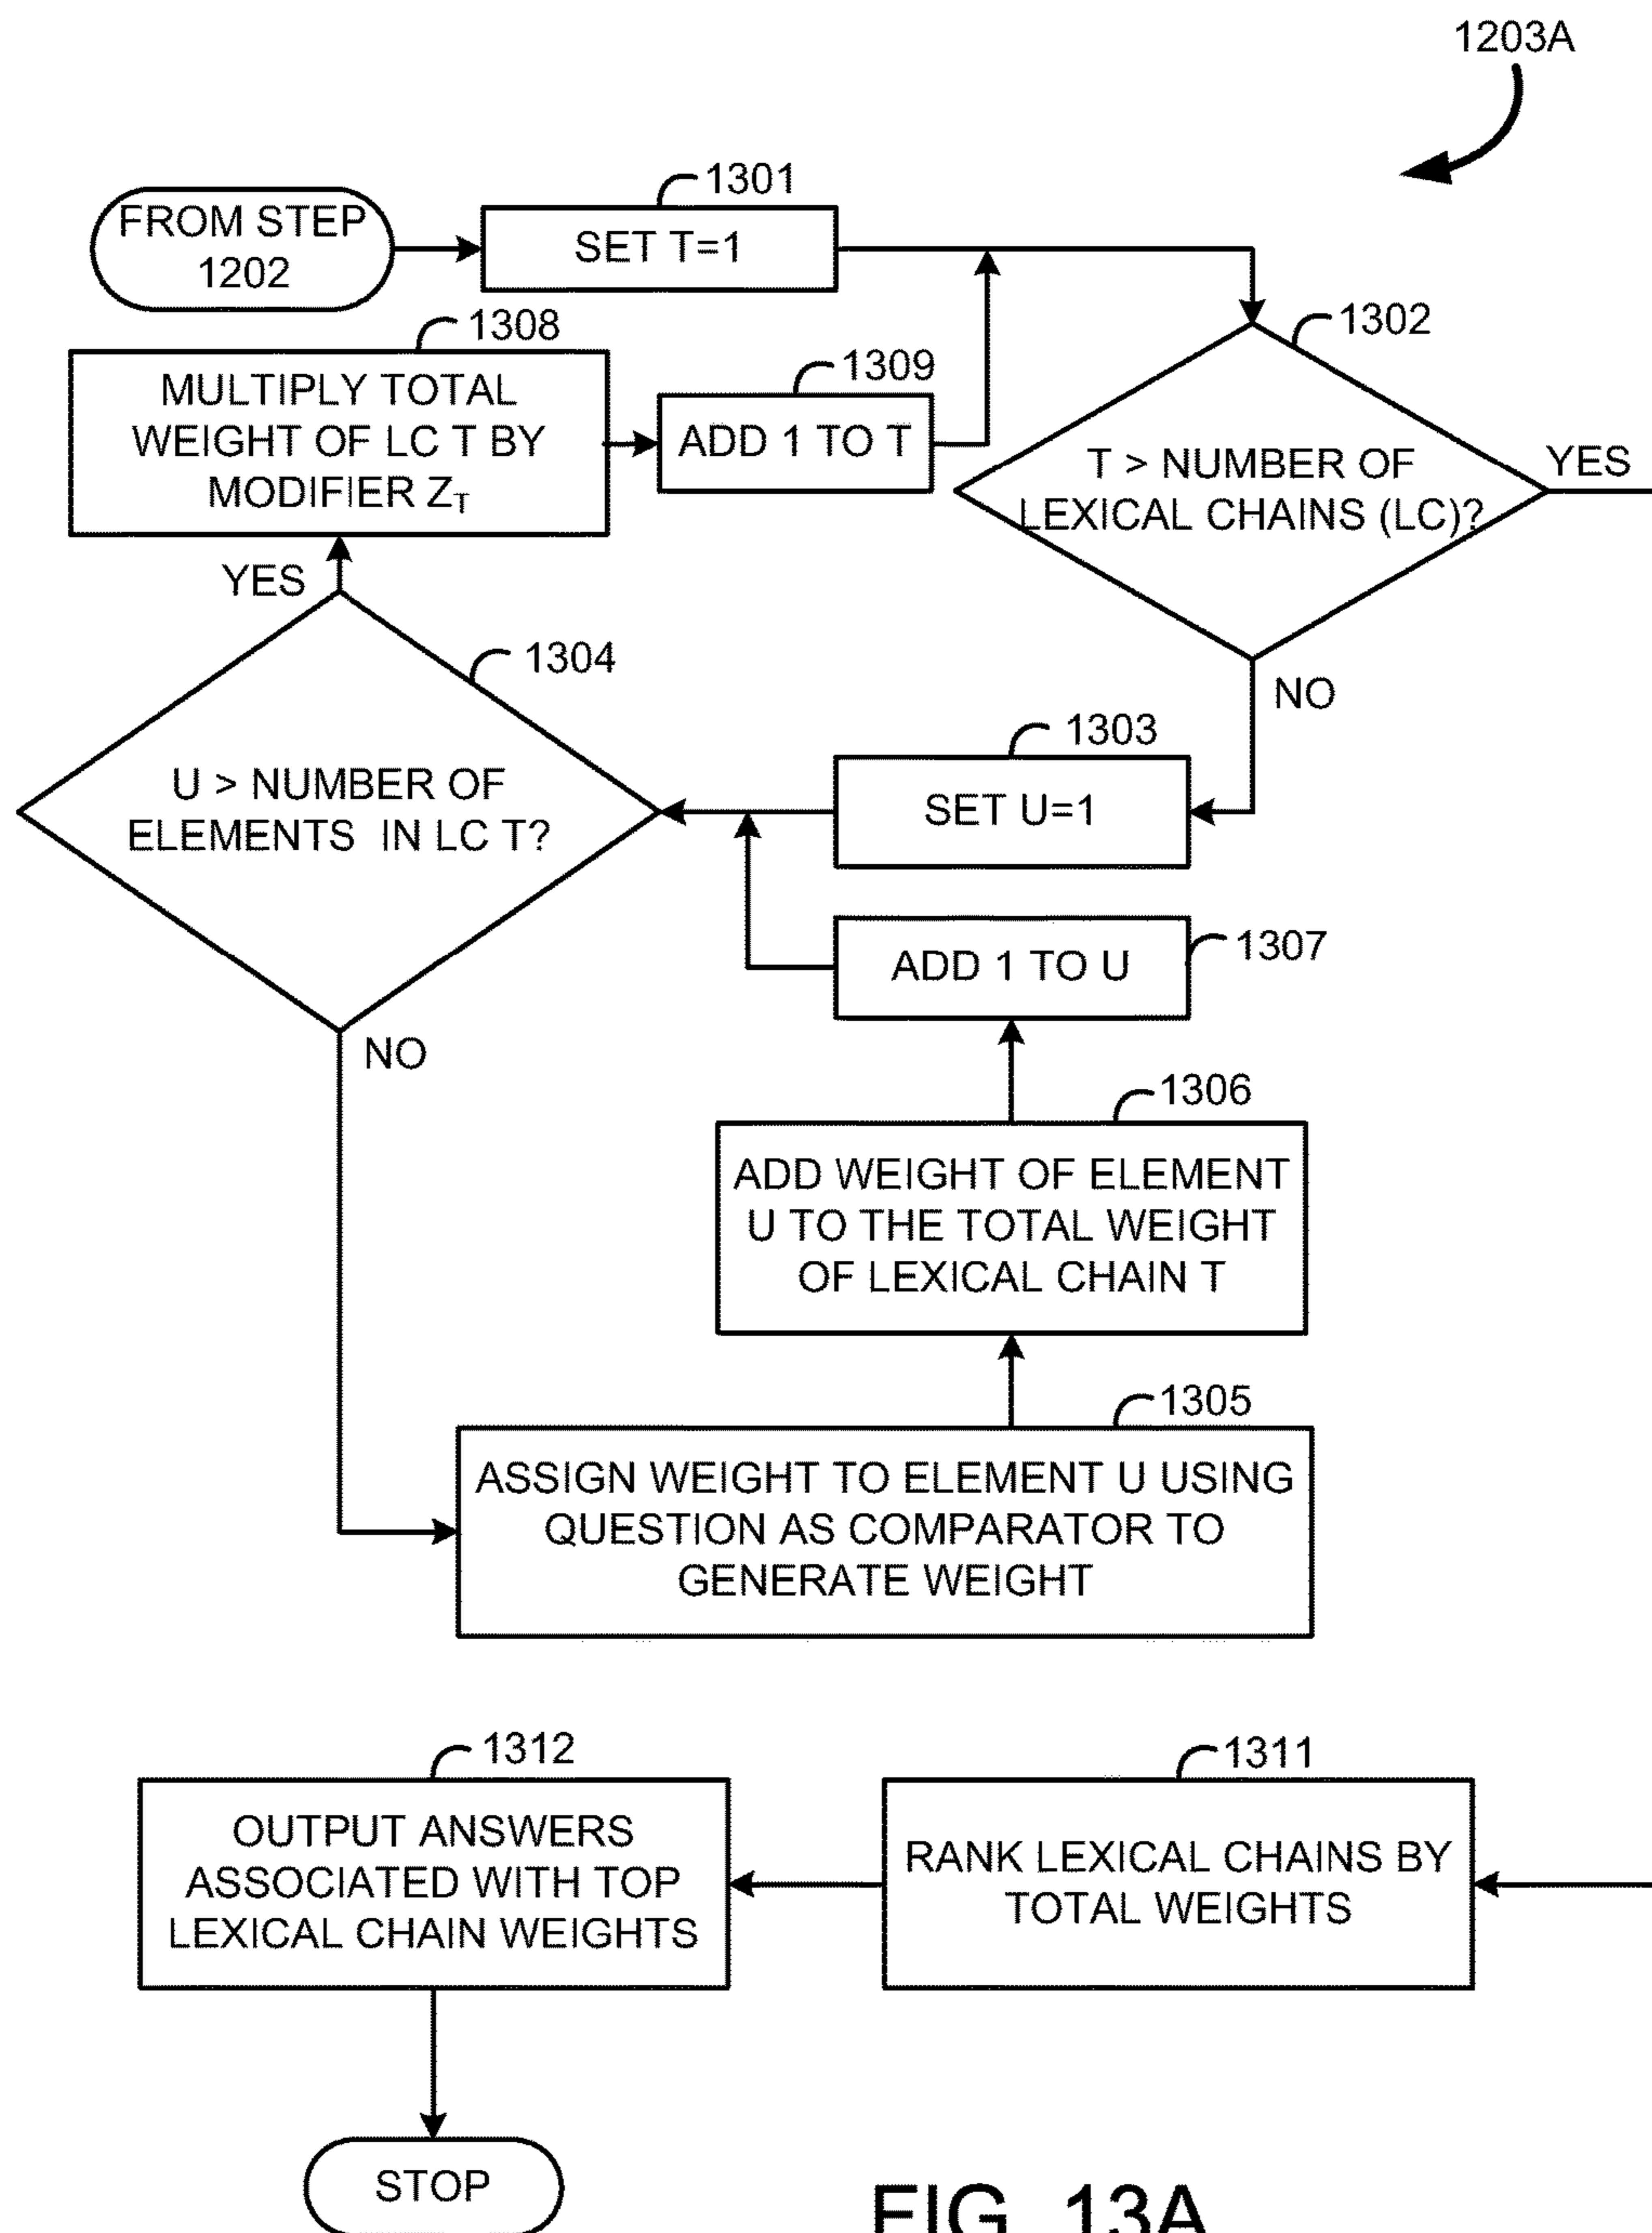 1203A
FROM STEP
1202
1301
SET T=1
1308
MULTIPLY TOTAL
WEIGHT OF LC T BY
MODIFIER ZT
1309
ADD 1 TO T
1302
T > NUMBER OF
LEXICAL CHAINS (LC)?
YES
NO
YES
1304
U > NUMBER OF
ELEMENTS IN LC T?
NO
1303
SET U=1
1307
ADD 1 TO U
1306
ADD WEIGHT OF ELEMENT
U TO THE TOTAL WEIGHT
OF LEXICAL CHAIN T
1305
ASSIGN WEIGHT TO ELEMENT U USING
QUESTION AS COMPARATOR TO
GENERATE WEIGHT
1312
OUTPUT ANSWERS
ASSOCIATED WITH TOP
LEXICAL CHAIN WEIGHTS
1311
RANK LEXICAL CHAINS BY
TOTAL WEIGHTS
STOP
FIG. 13A